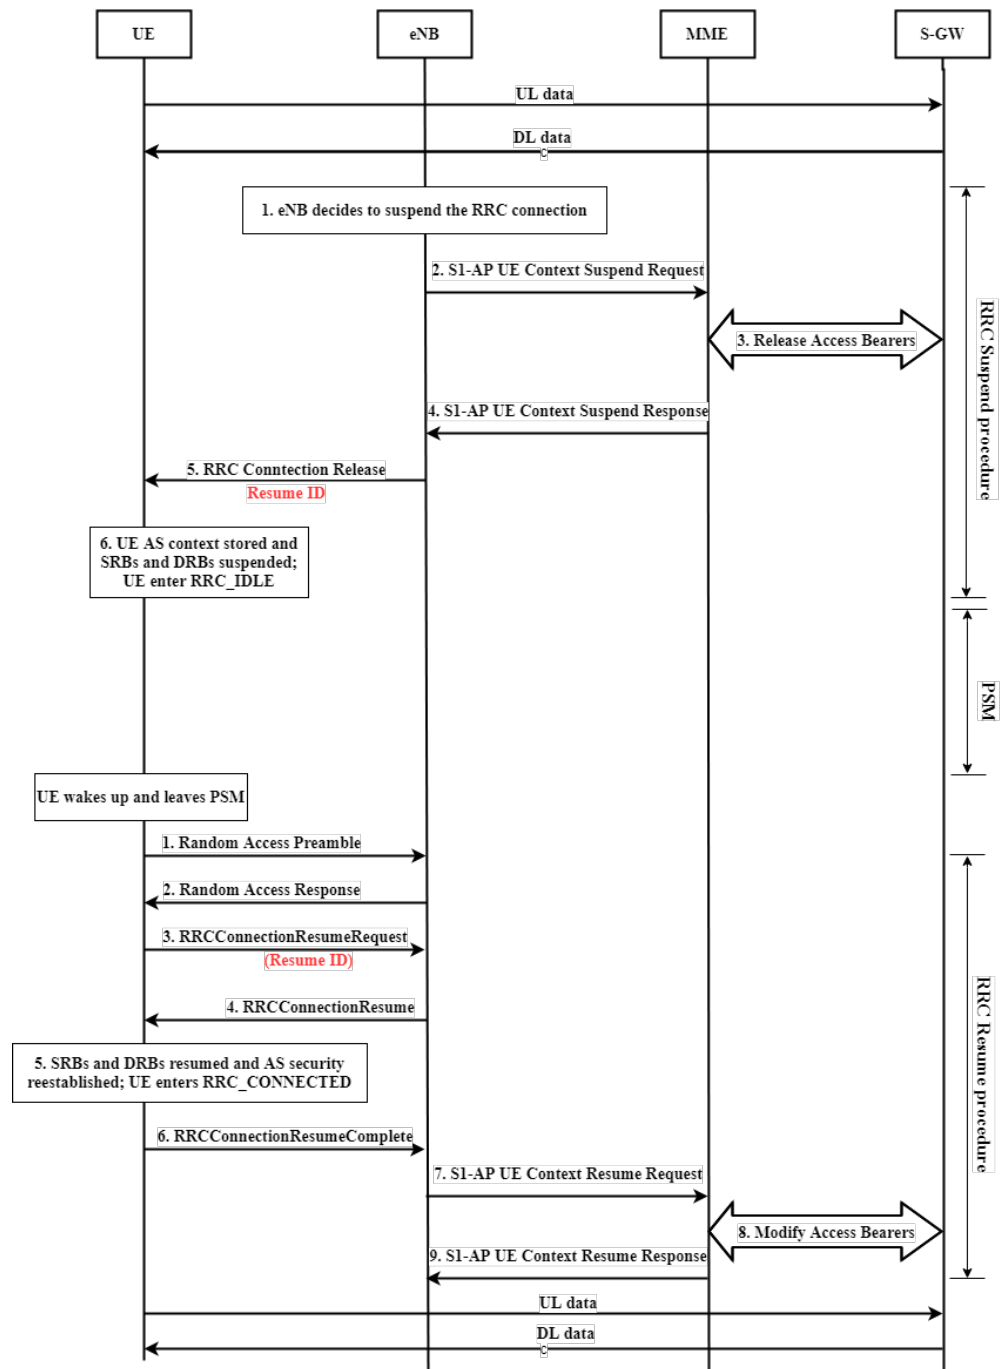 UE
eNB
MME
S-GW
UL data
DL data
c
1. eNB decides to suspend the RRC connection
2. S1-AP UE Context Suspend Request
3. Release Access Bearers
RRC Suspend procedure
4. S1-AP UE Context Suspend Response
5. RRC Conntection Release
Resume ID
6. UE AS context stored and
SRBs and DRBs suspended;
UE enter RRC_IDLE
PSM
UE wakes up and leaves PSM
1. Random Access Preamble
2. Random Access Response
3. RRCConnectionResumeRequest
(Resume ID)
4. RRCConnectionResume
RRC Resume procedure
5. SRBs and DRBs resumed and AS security
reestablished; UE enters RRC_CONNECTED
6. RRCConnectionResumeComplete
7. S1-AP UE Context Resume Request
8. Modify Access Bearers
9. S1-AP UE Context Resume Response
UL data
DL data
c